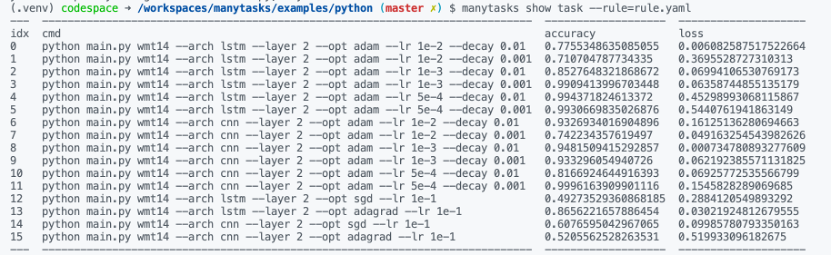 (.venv) codespace → /workspaces/manytasks/examples/python (master ✗) $ manytasks show task --rule=rule.yaml
idx cmd accuracy loss
0 python main.py wmt14 --arch lstm --layer 2 --opt adam --lr 1e-2 --decay 0.01 0.7755348635085055 0.006082587517522664
1 python main.py wmt14 --arch lstm --layer 2 --opt adam --lr 1e-2 --decay 0.001 0.710704787734335 0.3695528727310313
2 python main.py wmt14 --arch lstm --layer 2 --opt adam --lr 1e-3 --decay 0.01 0.8527648321868672 0.06994106530769173
3 python main.py wmt14 --arch lstm --layer 2 --opt adam --lr 1e-3 --decay 0.001 0.9909413996703448 0.06358744855135179
4 python main.py wmt14 --arch lstm --layer 2 --opt adam --lr 5e-4 --decay 0.01 0.994371824613372 0.45298993068115867
5 python main.py wmt14 --arch lstm --layer 2 --opt adam --lr 5e-4 --decay 0.001 0.9930669835026876 0.5440761941863149
6 python main.py wmt14 --arch cnn --layer 2 --opt adam --lr 1e-2 --decay 0.01 0.9326934016904896 0.16125136280694663
7 python main.py wmt14 --arch cnn --layer 2 --opt adam --lr 1e-2 --decay 0.001 0.742234357619497 0.049163254543982626
8 python main.py wmt14 --arch cnn --layer 2 --opt adam --lr 1e-3 --decay 0.01 0.9481509415292857 0.000734780893277609
9 python main.py wmt14 --arch cnn --layer 2 --opt adam --lr 1e-3 --decay 0.001 0.933296054940726 0.062192385571131825
10 python main.py wmt14 --arch cnn --layer 2 --opt adam --lr 5e-4 --decay 0.01 0.8166924644916393 0.06925772535566799
11 python main.py wmt14 --arch cnn --layer 2 --opt adam --lr 5e-4 --decay 0.001 0.9996163909901116 0.1545828289069685
12 python main.py wmt14 --arch lstm --layer 2 --opt sgd --lr 1e-1 0.49273529360868185 0.2884120549893292
13 python main.py wmt14 --arch lstm --layer 2 --opt adagrad --lr 1e-1 0.8656221657886454 0.03021924812679555
14 python main.py wmt14 --arch cnn --layer 2 --opt sgd --lr 1e-1 0.6076595042967065 0.09985780793350163
15 python main.py wmt14 --arch cnn --layer 2 --opt adagrad --lr 1e-1 0.5205562528263531 0.519933096182675